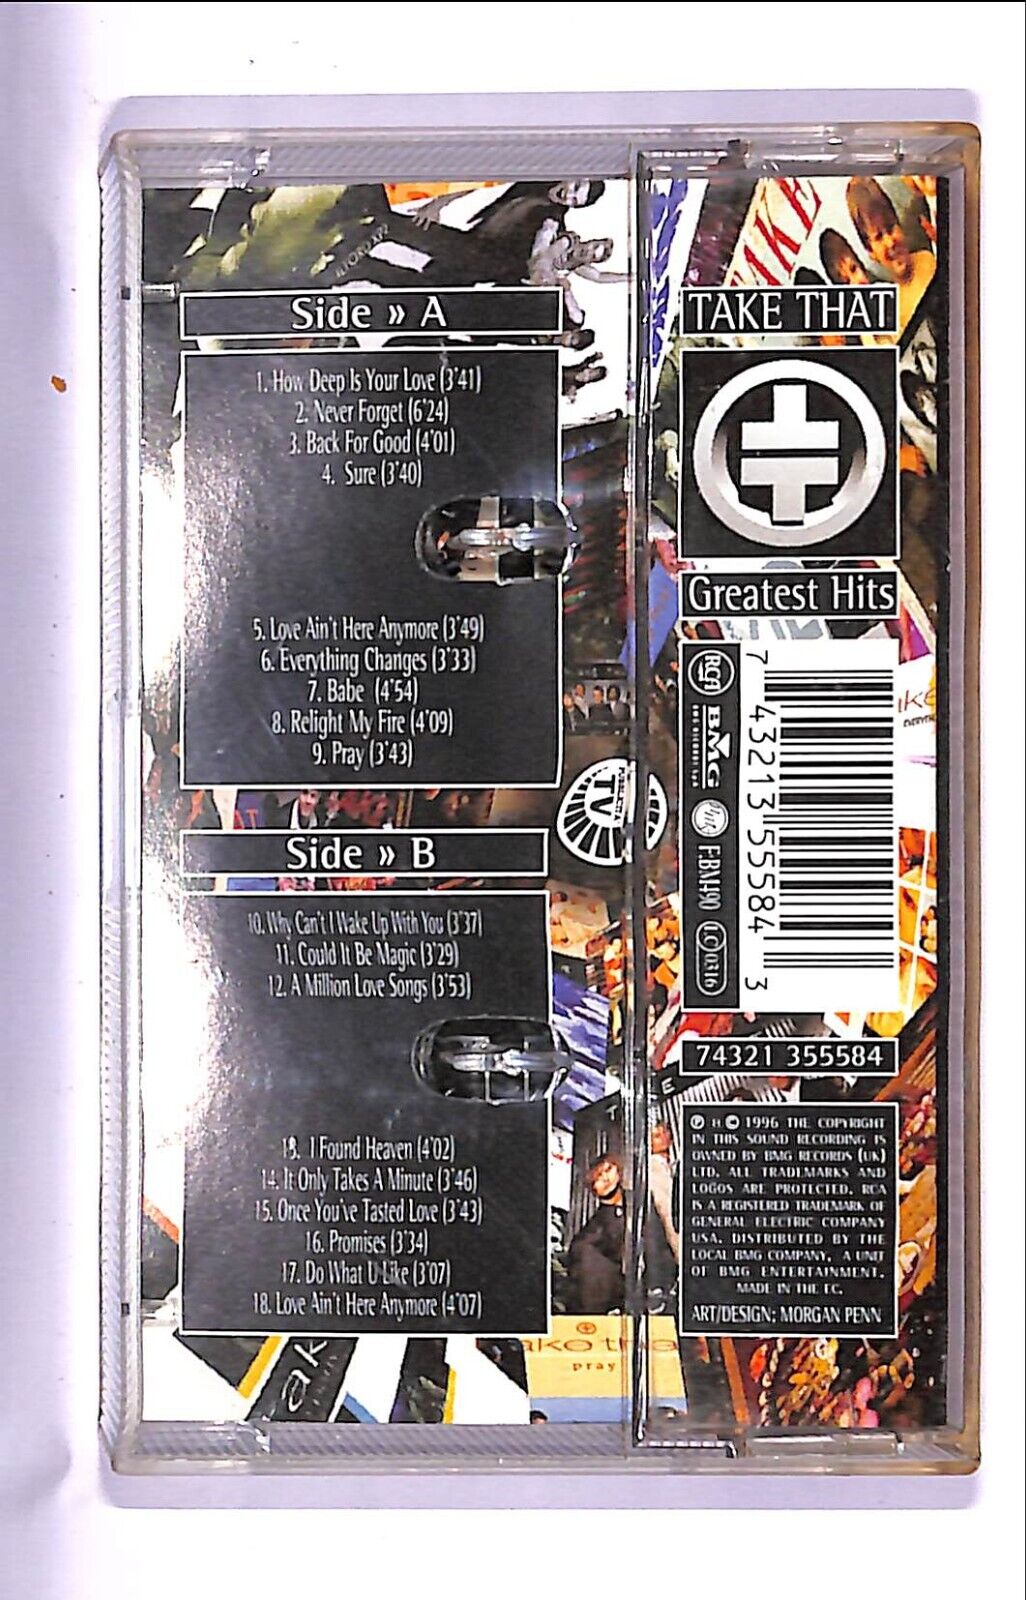 Side » A
1. How Deep Is Your Love (3'41)
2. Never Forget (6'24)
3. Back For Good (4'01)
4. Sure (3'40)
5. Love Ain't Here Anymore (3'49)
6. Everything Changes (3'33)
7. Babe (4'54)
8. Relight My Fire (4'09)
9. Pray (3'43)
Side » B
10. Why Can't I Wake Up With You (3'37)
11. Could It Be Magic (3'29)
12. A Million Love Songs (3'53)
13. I Found Heaven (4'02)
14. It Only Takes A Minute (3'46)
15. Once You've Tasted Love (3'43)
16. Promises (3'34)
17. Do What U Like (3'07)
18. Love Ain't Here Anymore (4'07)
TV
TAKE
TAKE THAT
Greatest Hits
RCA
BMG
F:BM490
LC 0316
7 43213 55584 3
74321 355584
℗ & © 1996 THE COPYRIGHT
IN THIS SOUND RECORDING IS
OWNED BY BMG RECORDS (UK)
LTD. ALL TRADEMARKS AND
LOGOS ARE PROTECTED. RCA
IS A REGISTERED TRADEMARK OF
GENERAL ELECTRIC COMPANY
USA. DISTRIBUTED BY THE
LOCAL BMG COMPANY, A UNIT
OF BMG ENTERTAINMENT.
MADE IN THE EC.
ART/DESIGN: MORGAN PENN
pray